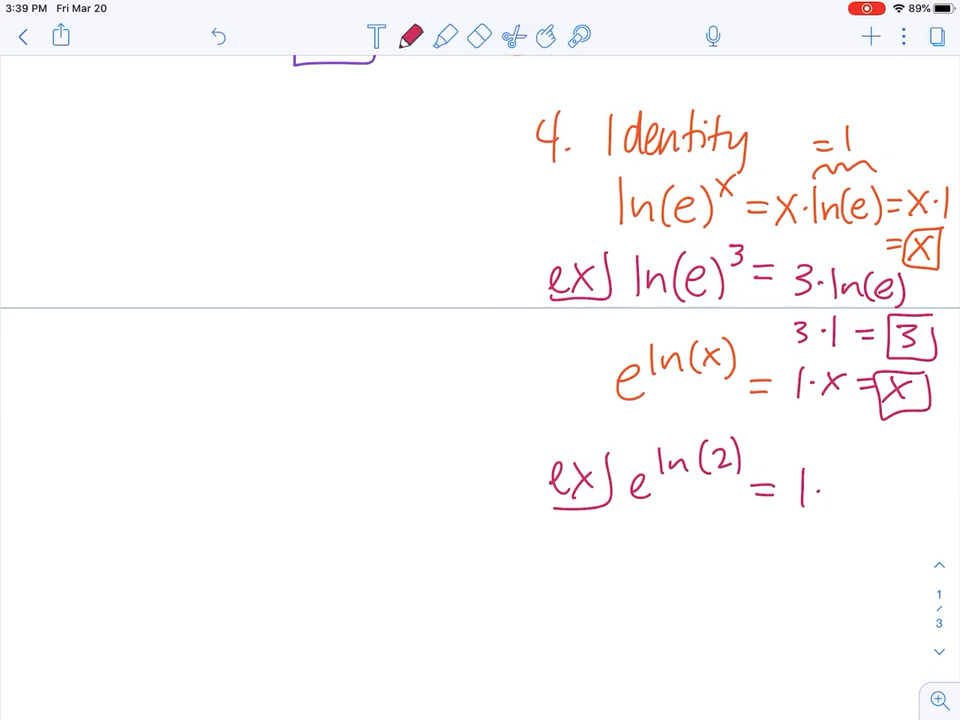 3:39 PM Fri Mar 20 89%
4. Identity
= 1
ln(e)^x = x·ln(e) = x·1
= x
ex) ln(e)^3 = 3·ln(e)
3·1 = 3
e^ln(x) = 1·x = x
ex) e^ln(2) = 1·
1
/
3